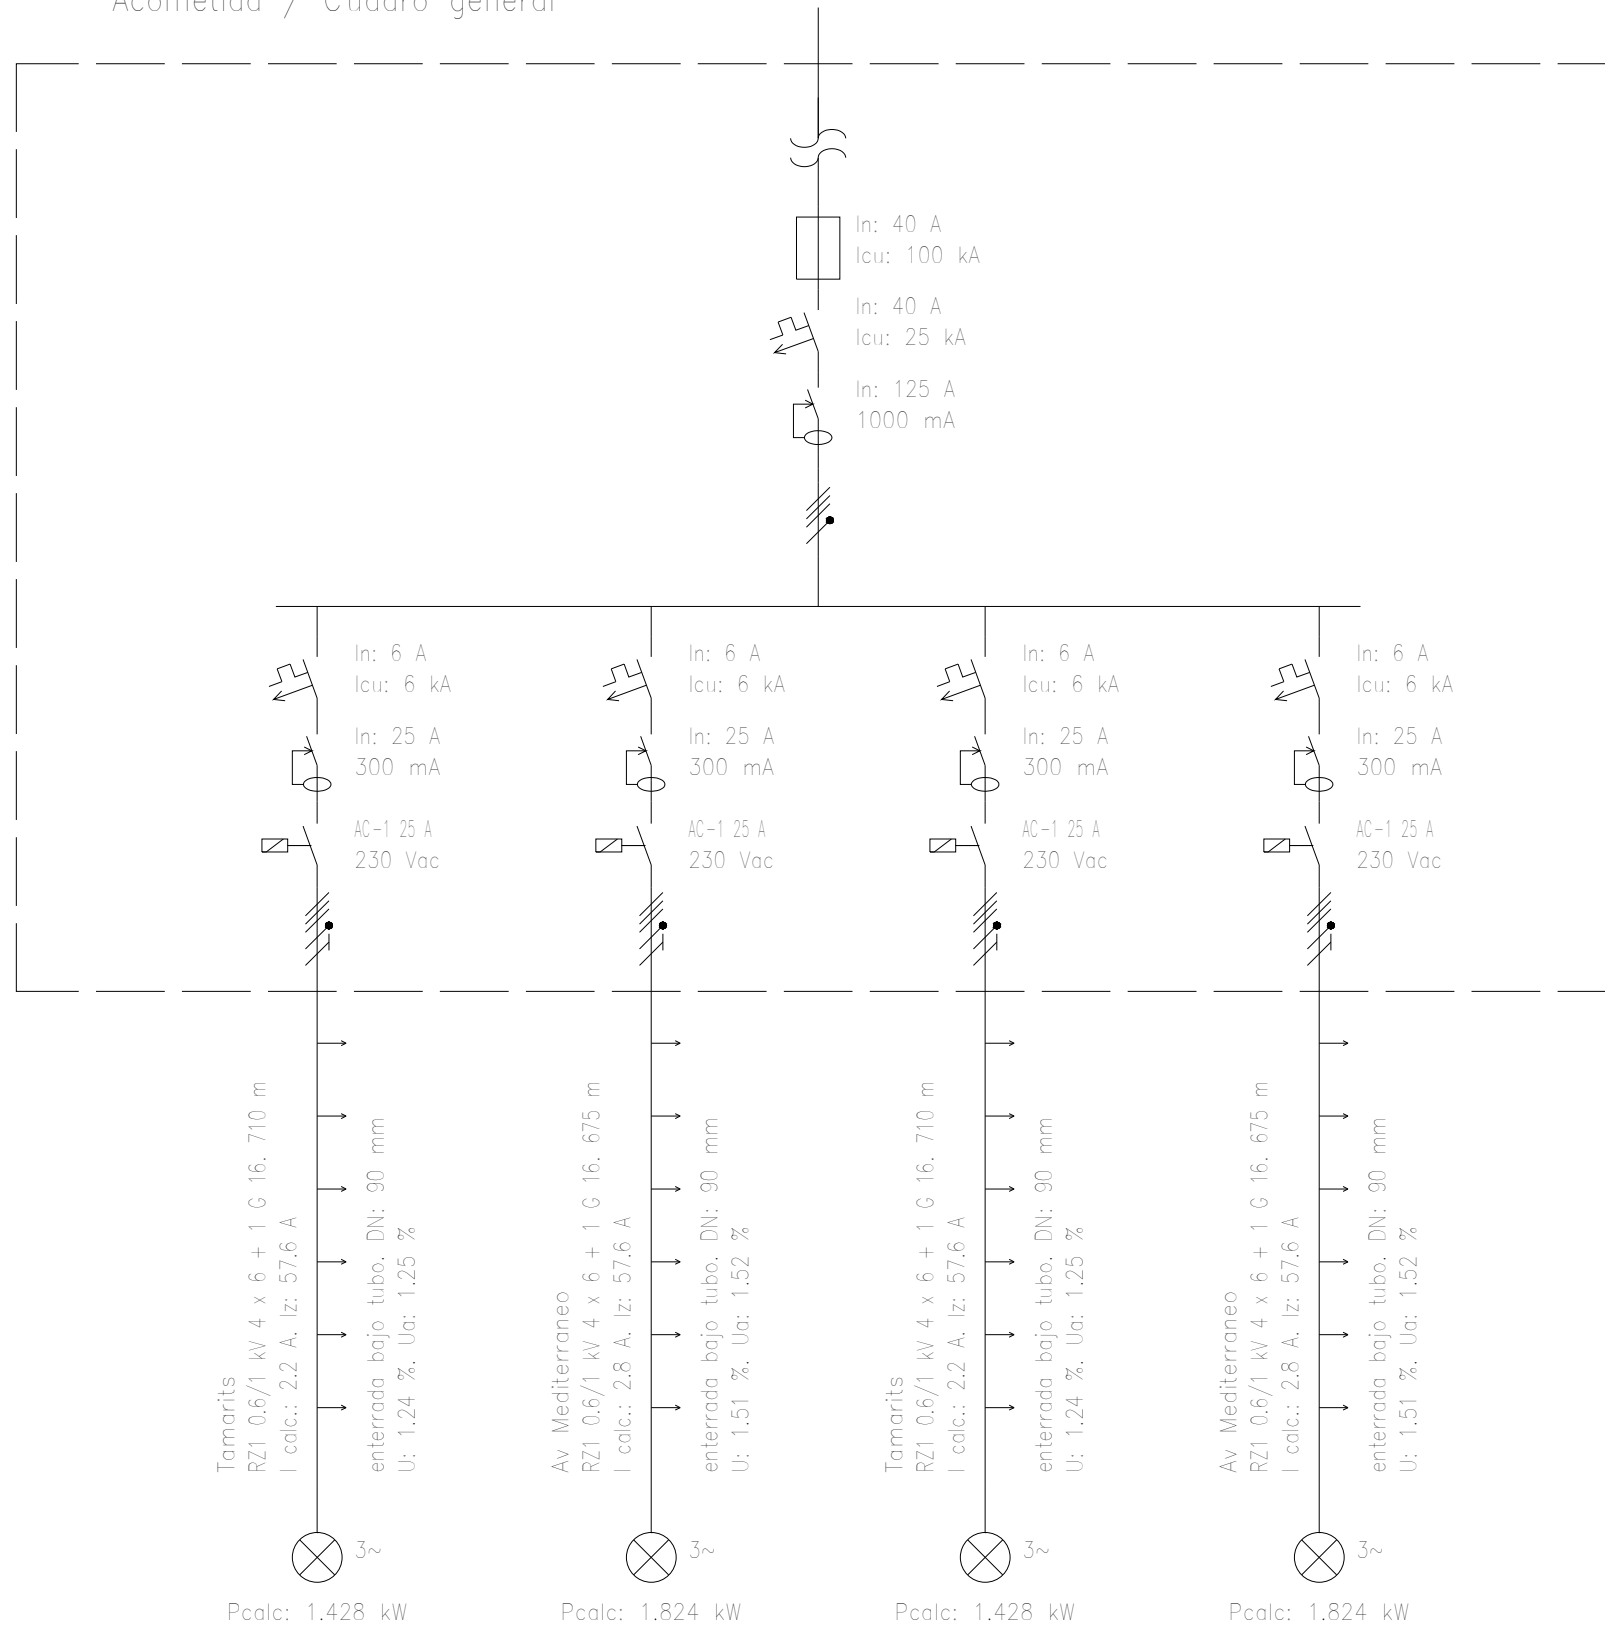 Acometida / Cuadro general
In: 40 A
Icu: 100 kA
In: 40 A
Icu: 25 kA
In: 125 A
1000 mA
In: 6 A
Icu: 6 kA
In: 25 A
300 mA
AC-1 25 A
230 Vac
In: 6 A
Icu: 6 kA
In: 25 A
300 mA
AC-1 25 A
230 Vac
In: 6 A
Icu: 6 kA
In: 25 A
300 mA
AC-1 25 A
230 Vac
In: 6 A
Icu: 6 kA
In: 25 A
300 mA
AC-1 25 A
230 Vac
Tamarits
RZ1 0.6/1 kV 4 x 6 + 1 G 16. 710 m
I calc.: 2.2 A. Iz: 57.6 A
enterrada bajo tubo. DN: 90 mm
U: 1.24 %. Ua: 1.25 %
Av Mediterraneo
RZ1 0.6/1 kV 4 x 6 + 1 G 16. 675 m
I calc.: 2.8 A. Iz: 57.6 A
enterrada bajo tubo. DN: 90 mm
U: 1.51 %. Ua: 1.52 %
Tamarits
RZ1 0.6/1 kV 4 x 6 + 1 G 16. 710 m
I calc.: 2.2 A. Iz: 57.6 A
enterrada bajo tubo. DN: 90 mm
U: 1.24 %. Ua: 1.25 %
Av Mediterraneo
RZ1 0.6/1 kV 4 x 6 + 1 G 16. 675 m
I calc.: 2.8 A. Iz: 57.6 A
enterrada bajo tubo. DN: 90 mm
U: 1.51 %. Ua: 1.52 %
3~
Pcalc: 1.428 kW
3~
Pcalc: 1.824 kW
3~
Pcalc: 1.428 kW
3~
Pcalc: 1.824 kW